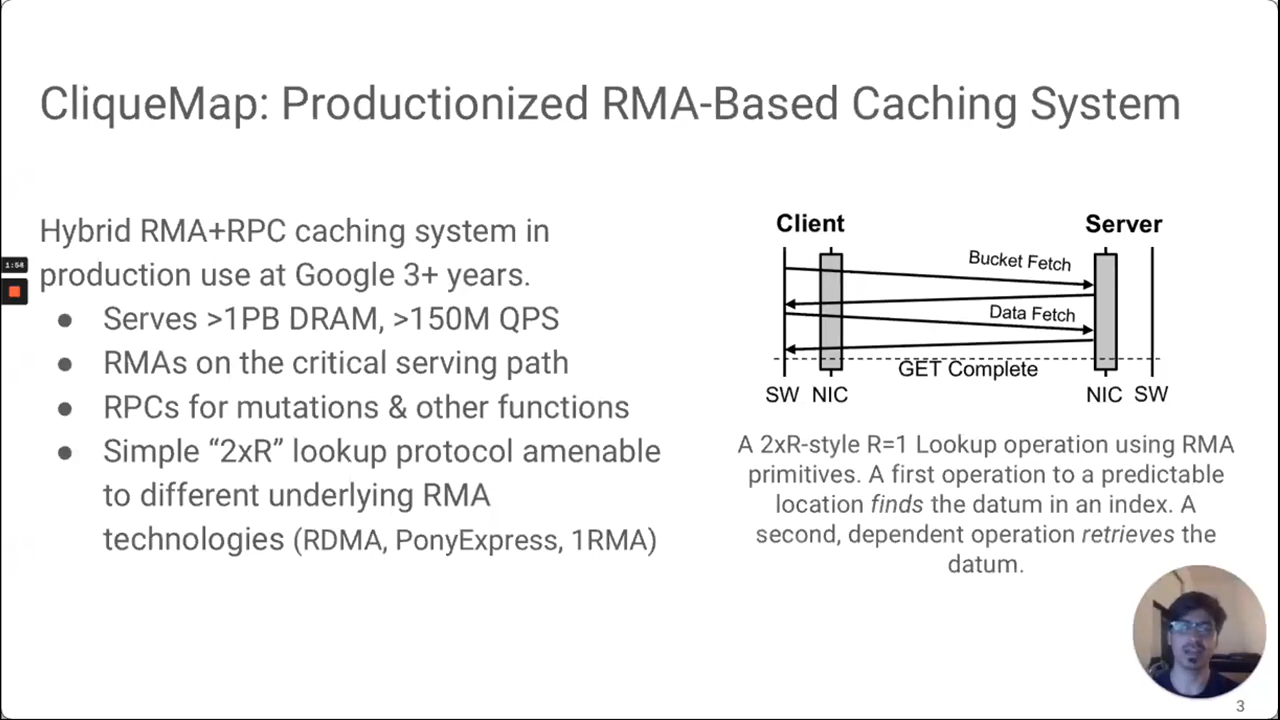 CliqueMap: Productionized RMA-Based Caching System
Hybrid RMA+RPC caching system in
production use at Google 3+ years.
● Serves >1PB DRAM, >150M QPS
● RMAs on the critical serving path
● RPCs for mutations & other functions
● Simple “2xR” lookup protocol amenable
to different underlying RMA
technologies (RDMA, PonyExpress, 1RMA)
1:54
Client
Server
Bucket Fetch
Data Fetch
GET Complete
SW NIC
NIC SW
A 2xR-style R=1 Lookup operation using RMA
primitives. A first operation to a predictable
location finds the datum in an index. A
second, dependent operation retrieves the
datum.
3